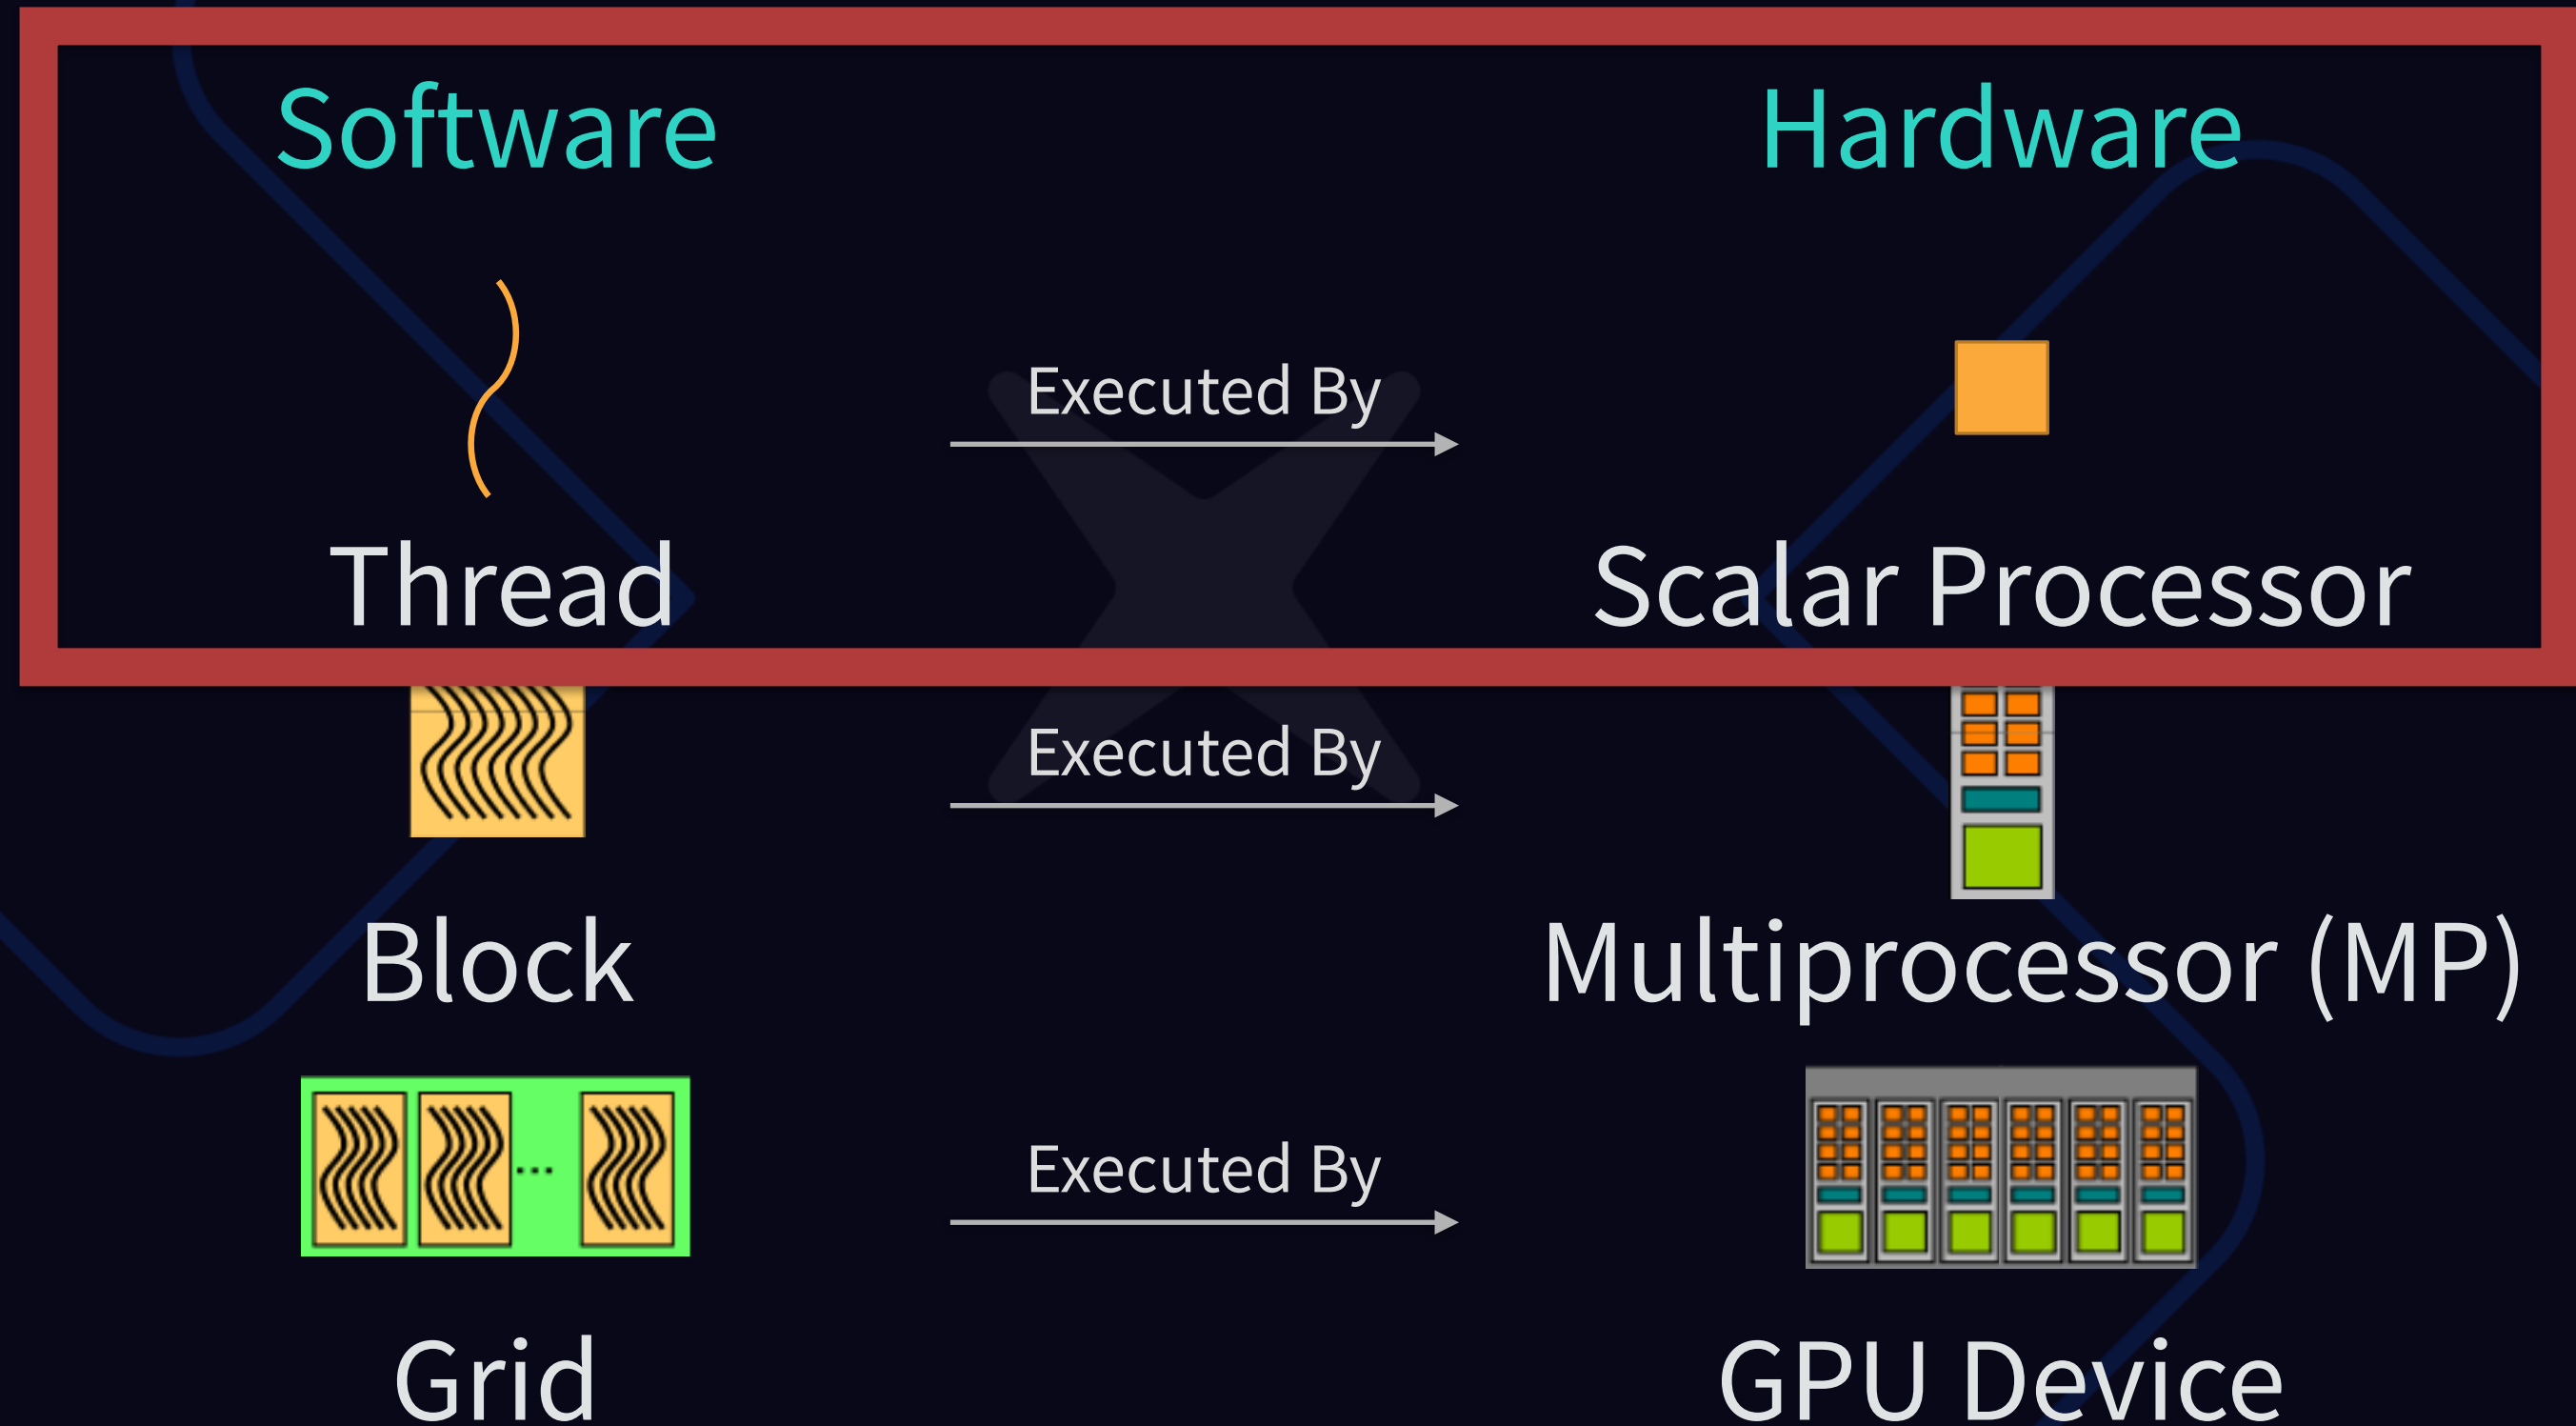 Software Hardware
Executed By
Thread Scalar Processor
Executed By
Block Multiprocessor (MP)
...
Executed By
Grid GPU Device